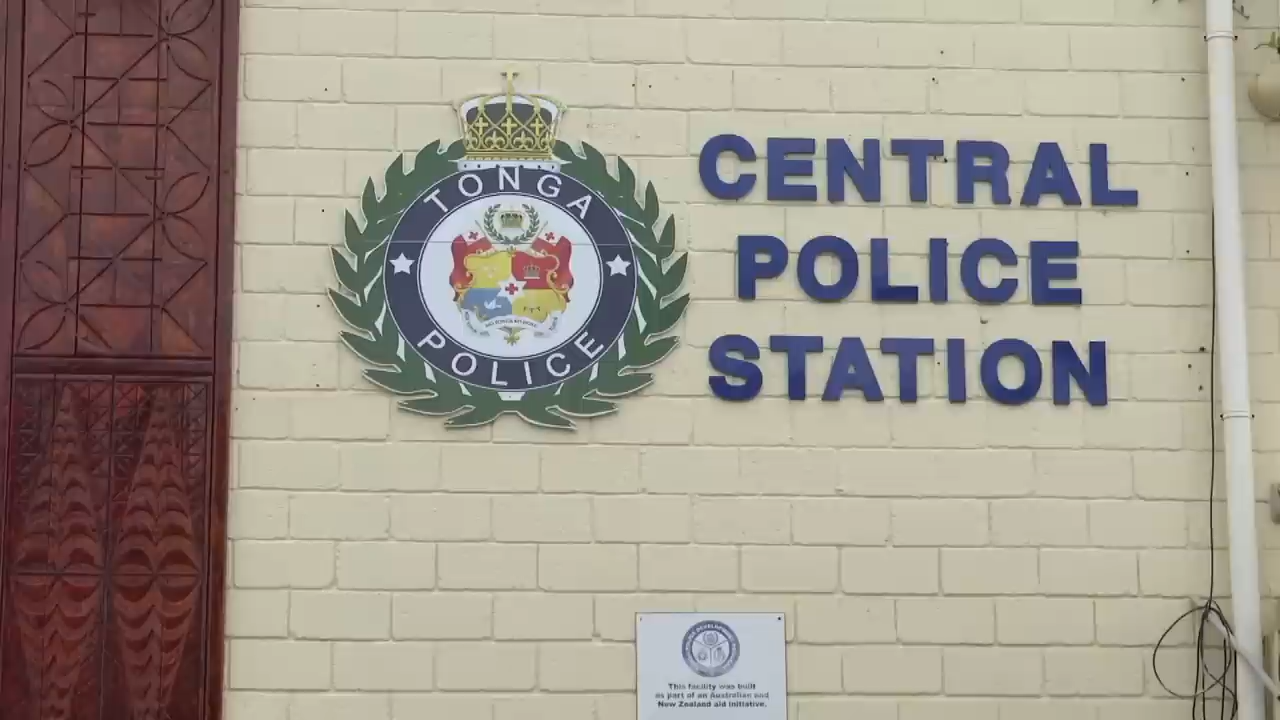 TONGA
POLICE
CENTRAL
POLICE
STATION
This facility was built
as part of an Australian and
New Zealand aid initiative.